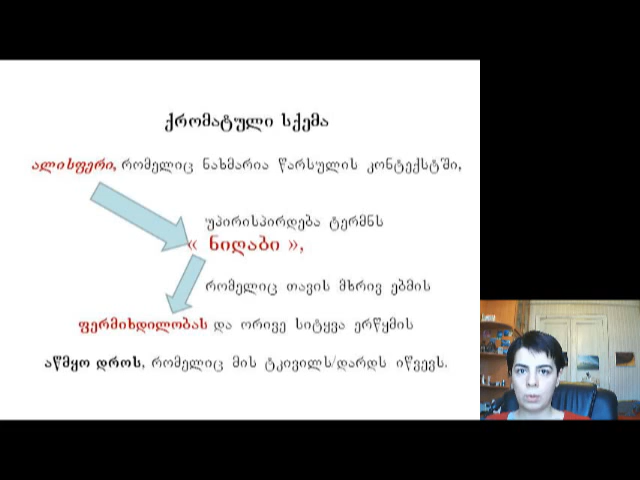 ქრომატული სქემა
ალისფერი, რომელიც ნახმარია წარსულის კონტექსტში,
უპირისპირდება ტერმნს
« ნიღაბი »,
რომელიც თავის მხრივ ებმის
ფერმიხდილობას და ორივე სიტყვა ერწყმის
აწმყო დროს, რომელიც მის ტკივილს/დარდს იწვევს.